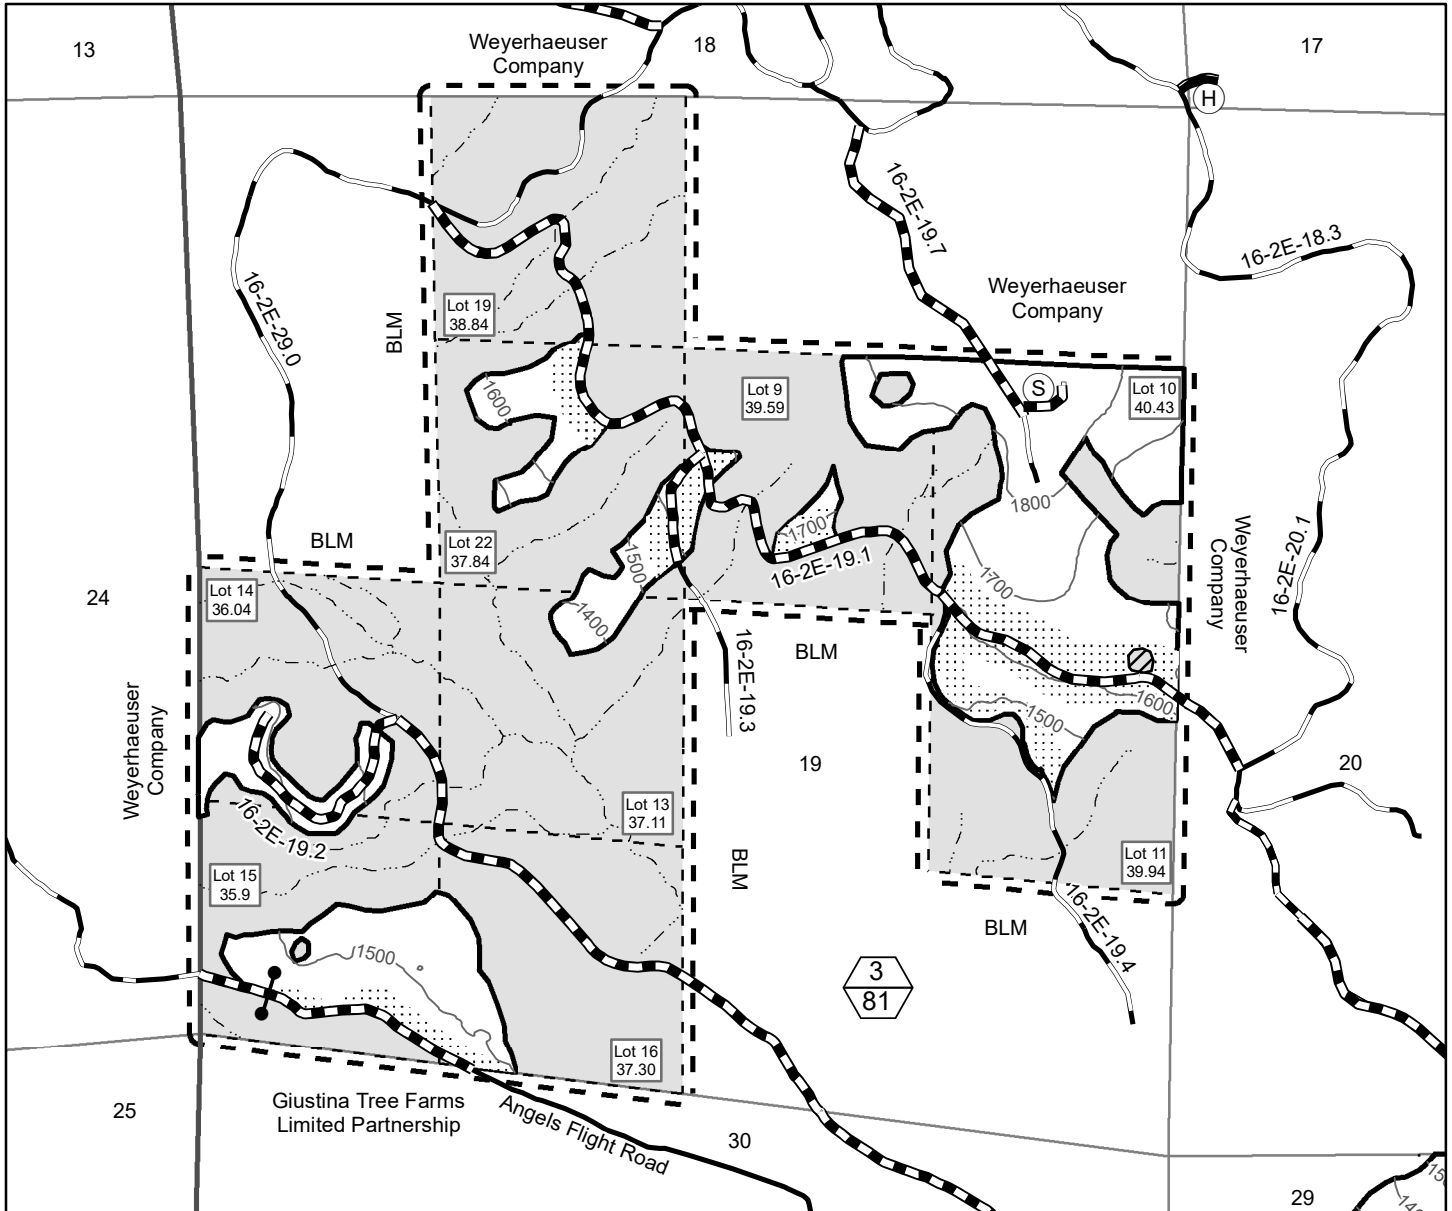 13
Weyerhaeuser
Company
18
17
H
16-2E-19.7
16-2E-18.3
16-2E-29.0
BLM
Lot 19
38.84
Weyerhaeuser
Company
1600
Lot 9
39.59
S
Lot 10
40.43
1800
Lot 22
37.84
BLM
1700
1500
16-2E-19.1
Weyerhaeuser
Company
16-2E-20.1
24
Lot 14
36.04
1700
1400
16-2E-19.3
BLM
Weyerhaeuser
Company
1600
1500
19
20
Lot 13
37.11
16-2E-19.2
Lot 15
35.9
BLM
Lot 11
39.94
16-2E-19.4
BLM
1500
3
81
Lot 16
37.30
25
Giustina Tree Farms
Limited Partnership
Angels Flight Road
30
29